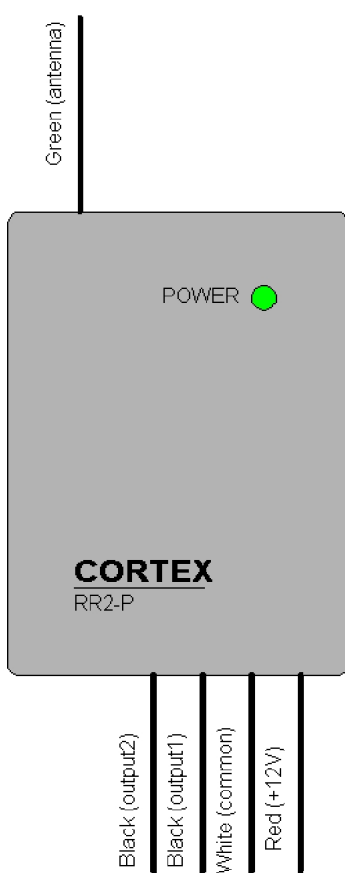 Green (antenna)
POWER
CORTEX
RR2-P
Black (output2)
Black (output1)
White (common)
Red (+12V)